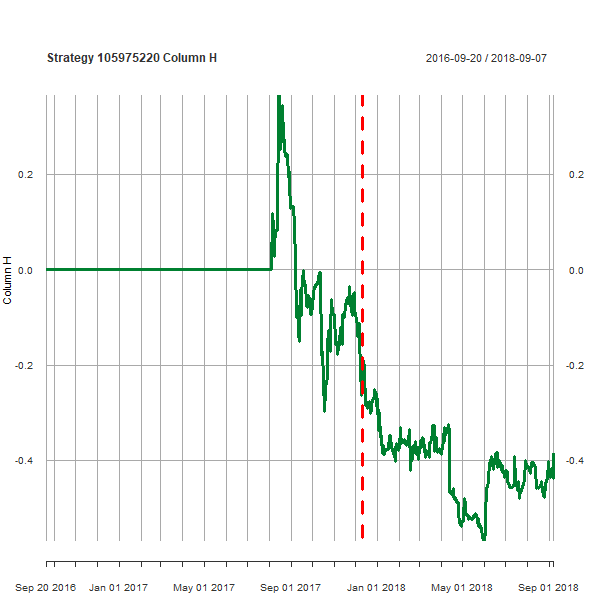 Strategy 105975220 Column H 2016-09-20 / 2018-09-07
0.2 0.2
0.0 0.0
Column H
-0.2 -0.2
-0.4 -0.4
Sep 20 2016 Jan 01 2017 May 01 2017 Sep 01 2017 Jan 01 2018 May 01 2018 Sep 01 2018